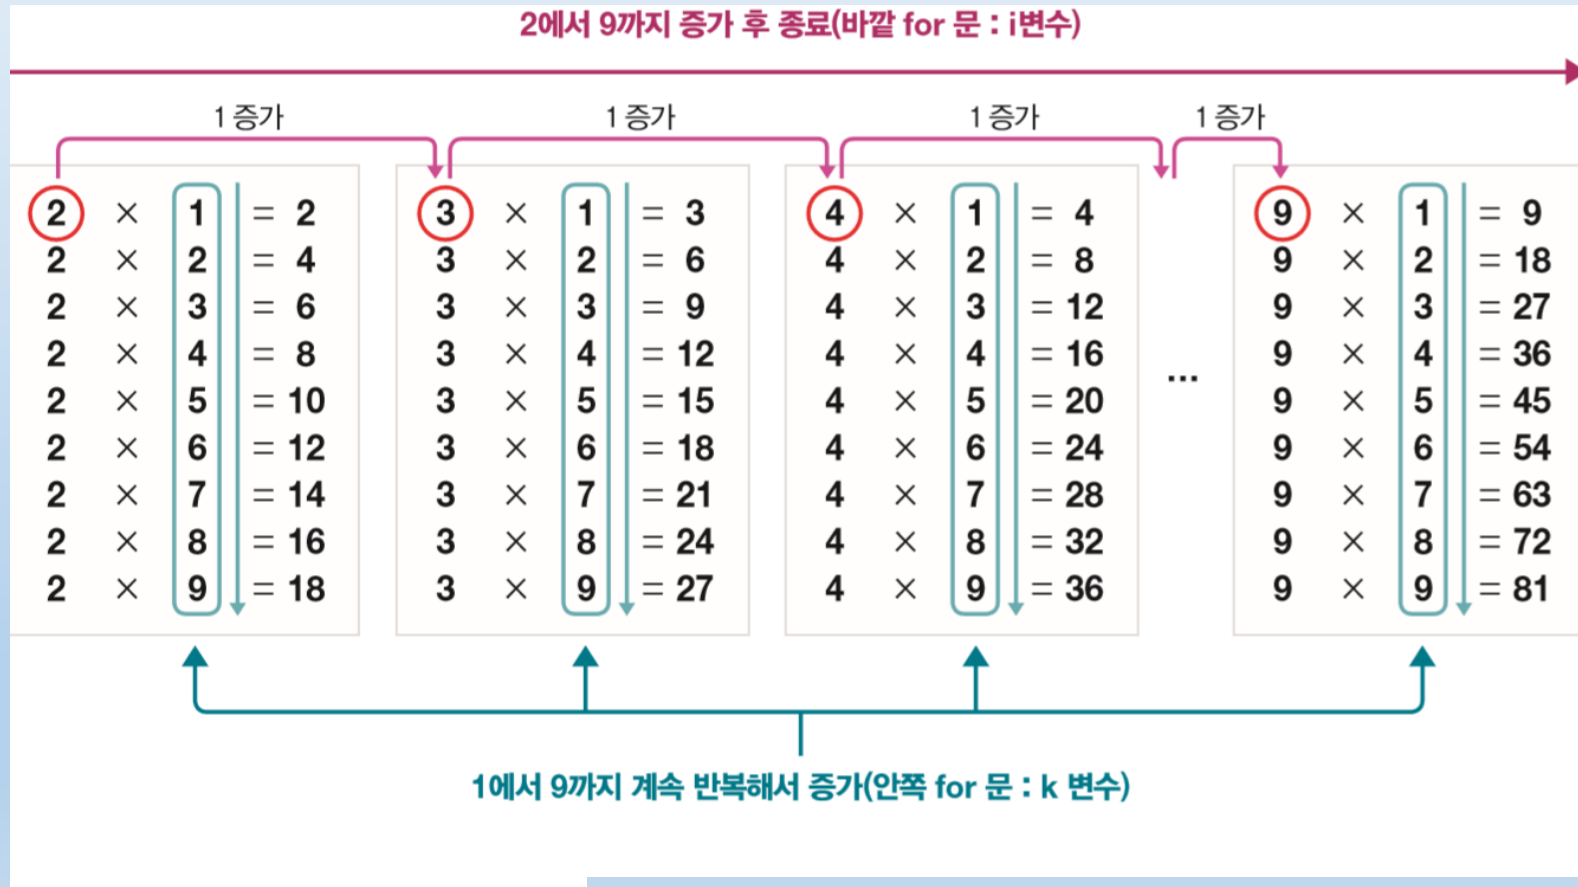 2에서 9까지 증가 후 종료(바깥 for 문 : i변수)
1 증가
1 증가
1 증가
1 증가
2 × 1 = 2
2 × 2 = 4
2 × 3 = 6
2 × 4 = 8
2 × 5 = 10
2 × 6 = 12
2 × 7 = 14
2 × 8 = 16
2 × 9 = 18
3 × 1 = 3
3 × 2 = 6
3 × 3 = 9
3 × 4 = 12
3 × 5 = 15
3 × 6 = 18
3 × 7 = 21
3 × 8 = 24
3 × 9 = 27
4 × 1 = 4
4 × 2 = 8
4 × 3 = 12
4 × 4 = 16
4 × 5 = 20
4 × 6 = 24
4 × 7 = 28
4 × 8 = 32
4 × 9 = 36
...
9 × 1 = 9
9 × 2 = 18
9 × 3 = 27
9 × 4 = 36
9 × 5 = 45
9 × 6 = 54
9 × 7 = 63
9 × 8 = 72
9 × 9 = 81
1에서 9까지 계속 반복해서 증가(안쪽 for 문 : k 변수)